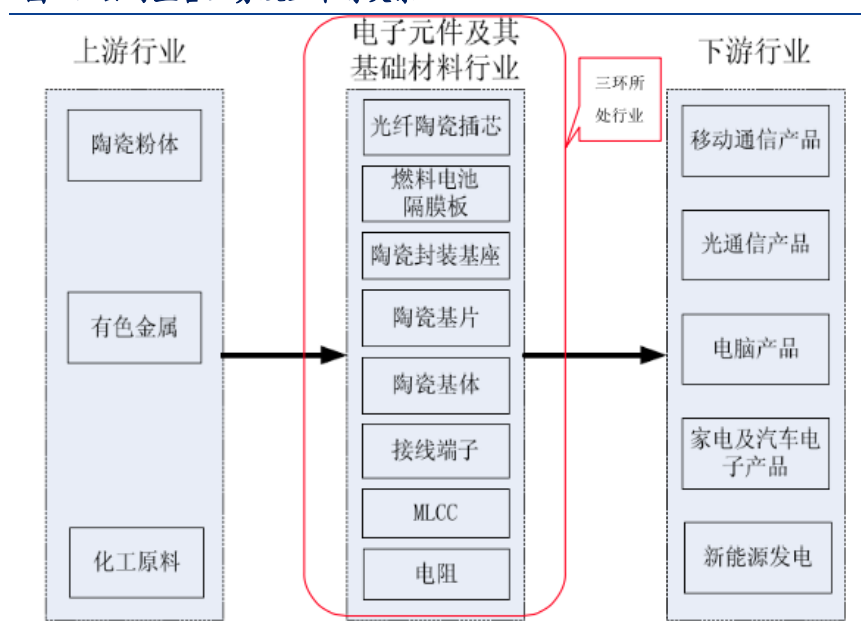 上游行业
陶瓷粉体
有色金属
化工原料
电子元件及其
基础材料行业
光纤陶瓷插芯
燃料电池
隔膜板
陶瓷封装基座
陶瓷基片
陶瓷基体
接线端子
MLCC
电阻
三环所
处行业
下游行业
移动通信产品
光通信产品
电脑产品
家电及汽车电
子产品
新能源发电